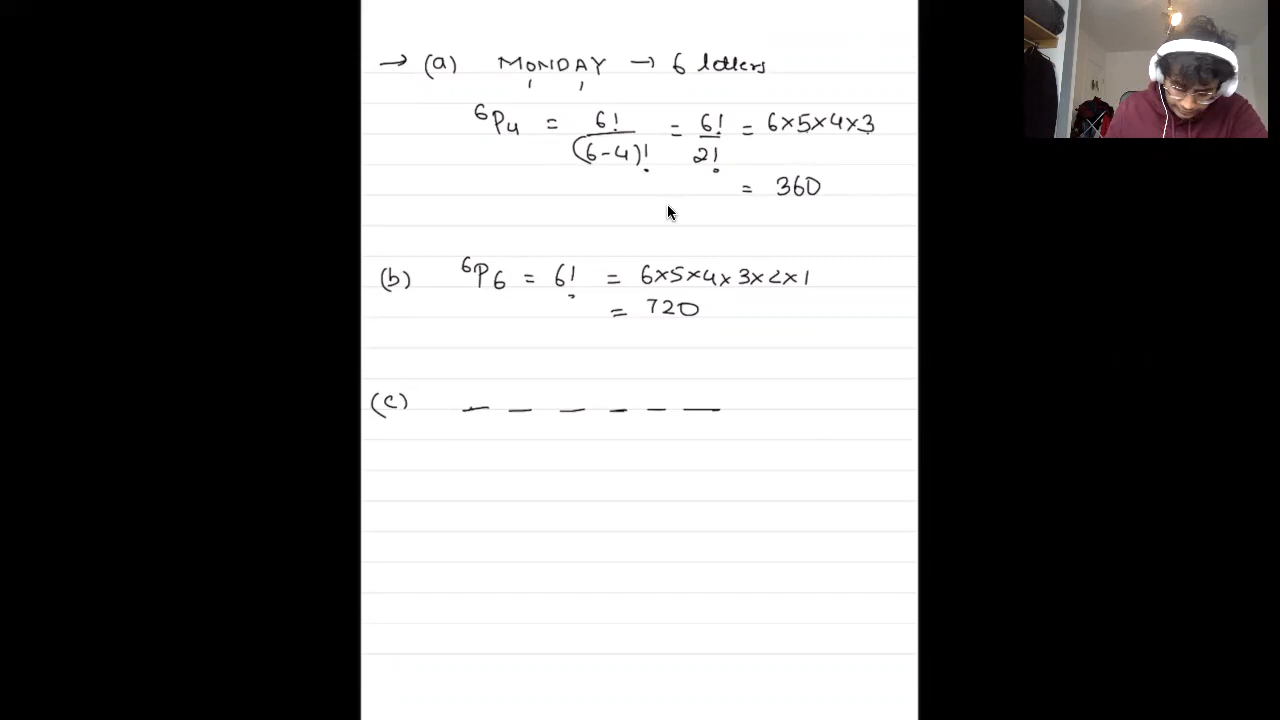 → (a) MONDAY → 6 letters
⁶P₄ = 6! / (6-4)! = 6! / 2! = 6×5×4×3
= 360
(b) ⁶P₆ = 6! = 6×5×4×3×2×1
= 720
(c) _ _ _ _ _ _